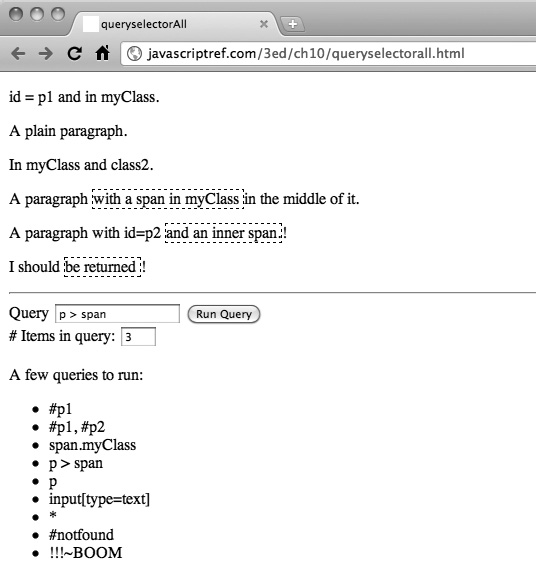 queryselectorAll
javascriptref.com/3ed/ch10/queryselectorall.html
id = p1 and in myClass.
A plain paragraph.
In myClass and class2.
A paragraph with a span in myClass in the middle of it.
A paragraph with id=p2 and an inner span.!
I should be returned !
Query p > span Run Query
# Items in query: 3
A few queries to run:
• #p1
• #p1, #p2
• span.myClass
• p > span
• p
• input[type=text]
• *
• #notfound
• !!!~BOOM